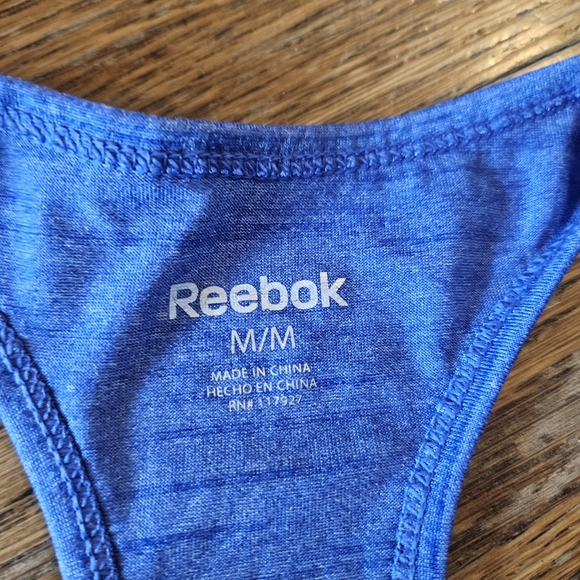 Reebok
M/M
MADE IN CHINA
HECHO EN CHINA
RN# 117927